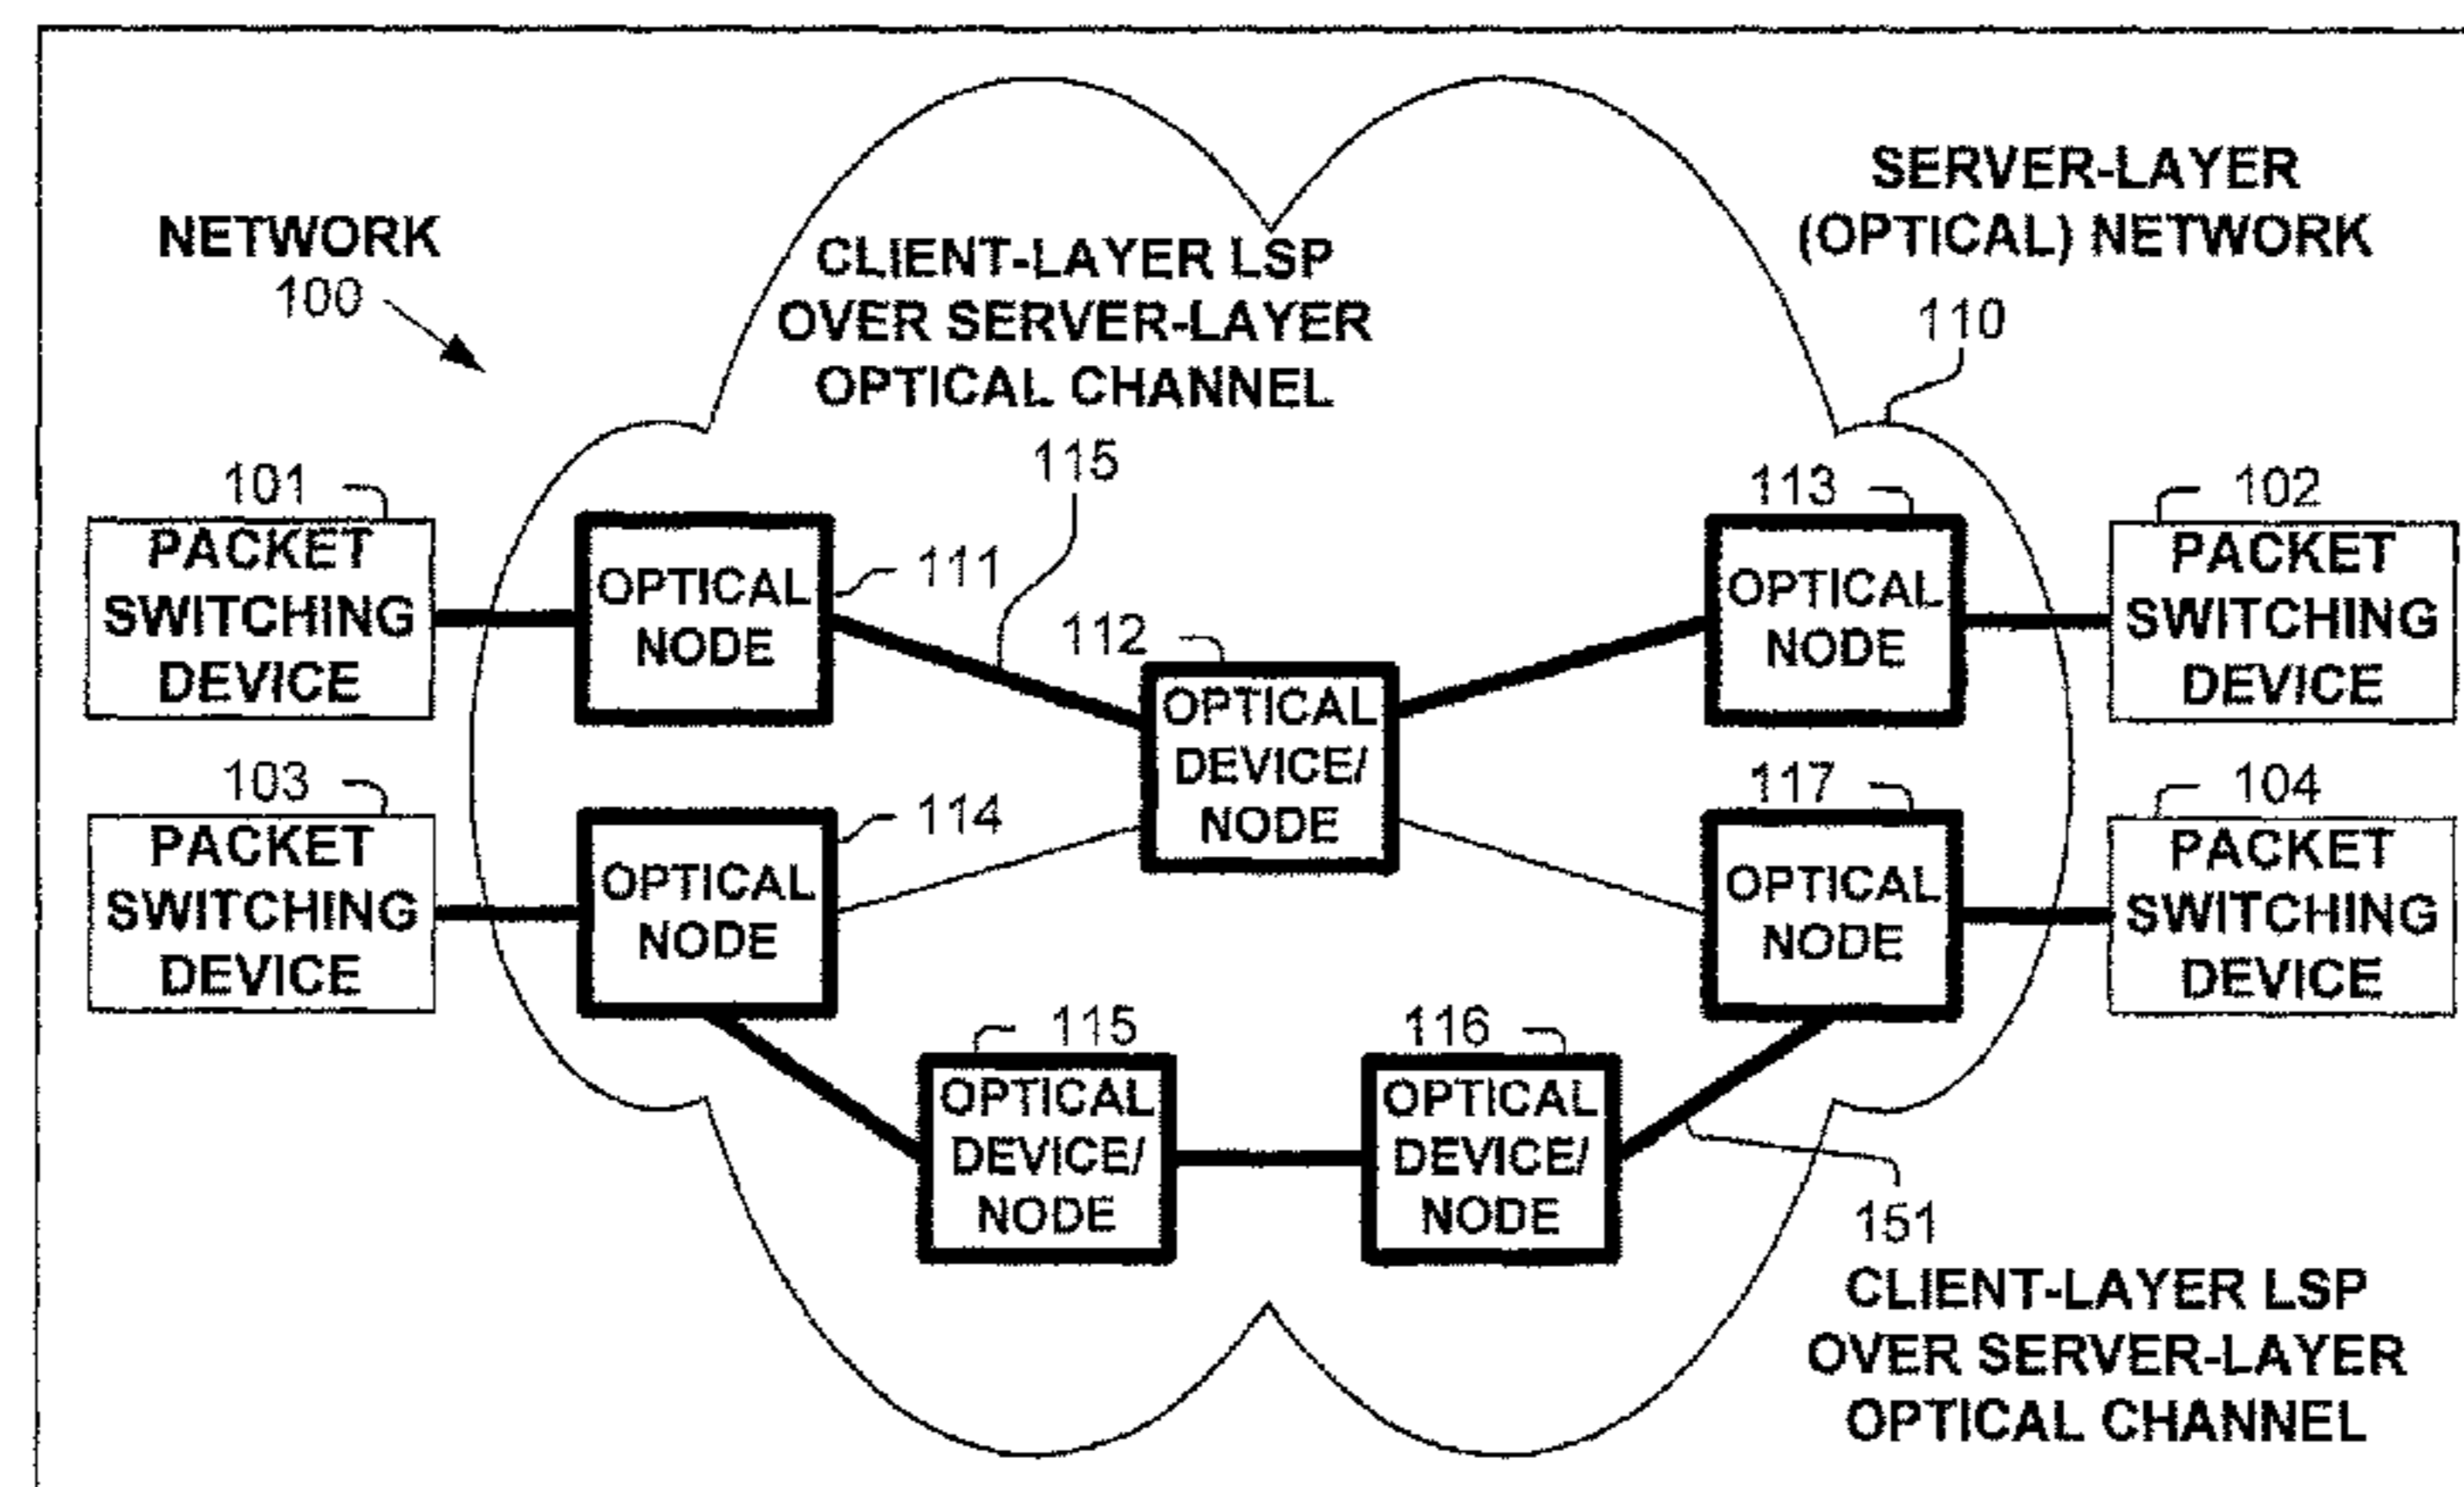 NETWORK
100
CLIENT-LAYER LSP
OVER SERVER-LAYER
OPTICAL CHANNEL
115
SERVER-LAYER
(OPTICAL) NETWORK
110
101
PACKET
SWITCHING
DEVICE
OPTICAL
NODE
111
112
OPTICAL
DEVICE/
NODE
113
OPTICAL
NODE
102
PACKET
SWITCHING
DEVICE
103
PACKET
SWITCHING
DEVICE
114
OPTICAL
NODE
117
OPTICAL
NODE
104
PACKET
SWITCHING
DEVICE
115
OPTICAL
DEVICE/
NODE
116
OPTICAL
DEVICE/
NODE
151
CLIENT-LAYER LSP
OVER SERVER-LAYER
OPTICAL CHANNEL